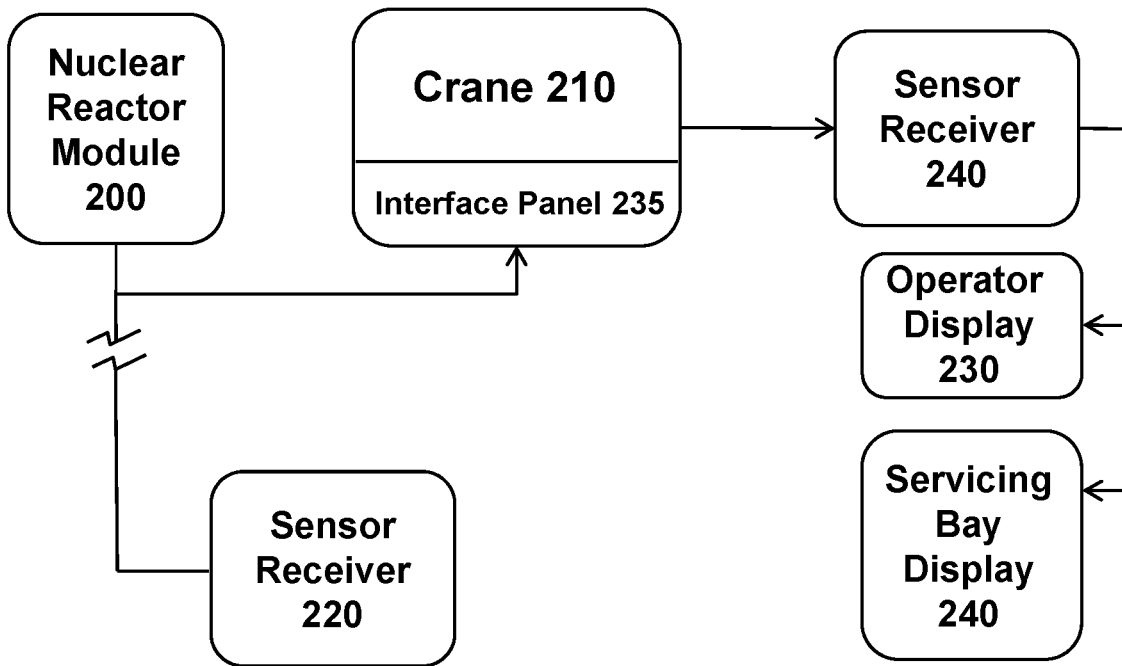 Nuclear
Reactor
Module
200
Crane 210
Interface Panel 235
Sensor
Receiver
240
Operator
Display
230
Servicing
Bay
Display
240
Sensor
Receiver
220